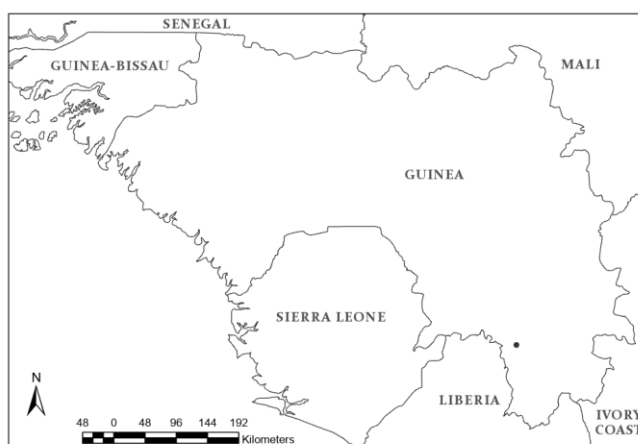 SENEGAL
GUINEA-BISSAU
MALI
GUINEA
SIERRA LEONE
LIBERIA
IVORY
COAST
N
48 0 48 96 144 192
Kilometers